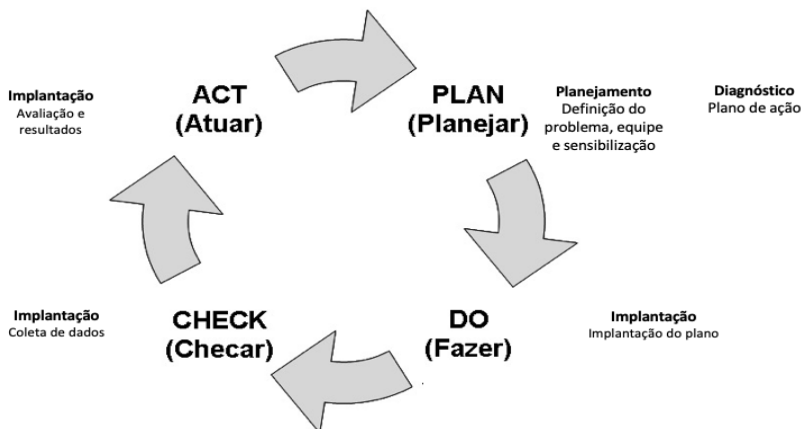 Implantação
Avaliação e
resultados
ACT
(Atuar)
PLAN
(Planejar)
Planejamento
Definição do
problema, equipe
e sensibilização
Diagnóstico
Plano de ação
Implantação
Coleta de dados
CHECK
(Checar)
DO
(Fazer)
Implantação
Implantação do plano